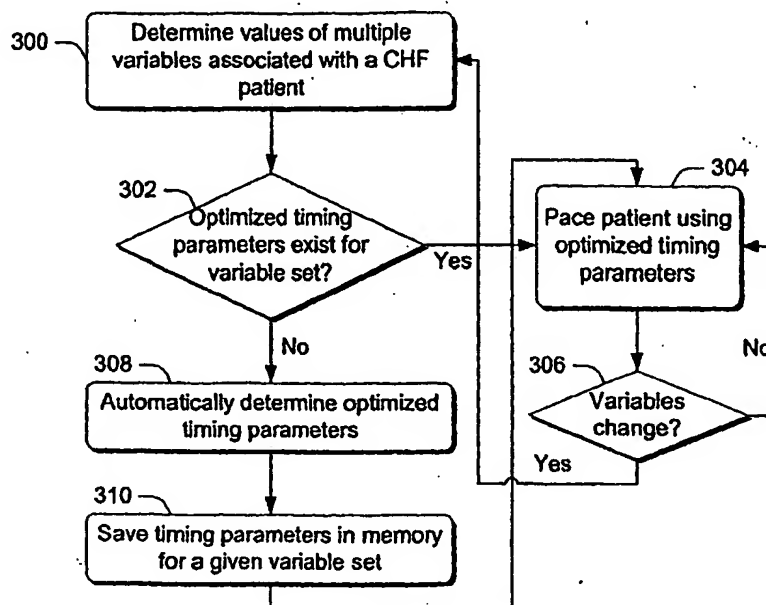 300
Determine values of multiple
variables associated with a CHF
patient
302
Optimized timing
parameters exist for
variable set?
Yes
No
304
Pace patient using
optimized timing
parameters
306
Variables
change?
No
Yes
308
Automatically determine optimized
timing parameters
310
Save timing parameters in memory
for a given variable set